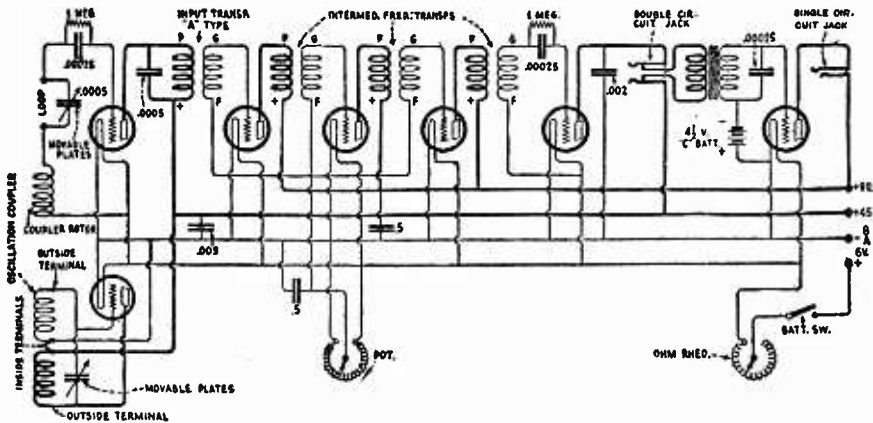 1 MEG.
.00025
LOOP
.0005
MOVABLE PLATES
COUPLER ROTOR
OSCILLATION COUPLER
OUTSIDE TERMINAL
INSIDE TERMINALS
MOVABLE PLATES
OUTSIDE TERMINAL
INPUT TRANSF.
"A" TYPE
P G
+ F
.0005
INTERMED. FREQ. TRANSFS
P G
+ F
P G
+ F
P G
+ F
1 MEG.
.00025
.002
DOUBLE CIR-
CUIT JACK
.00025
SINGLE CIR.
CUIT JACK
4½ V.
"C" BATT.
+
.003
.5
.5
POT.
OHM RHEO.
BATT. SW.
+90
+45
B
- A
6V.
+